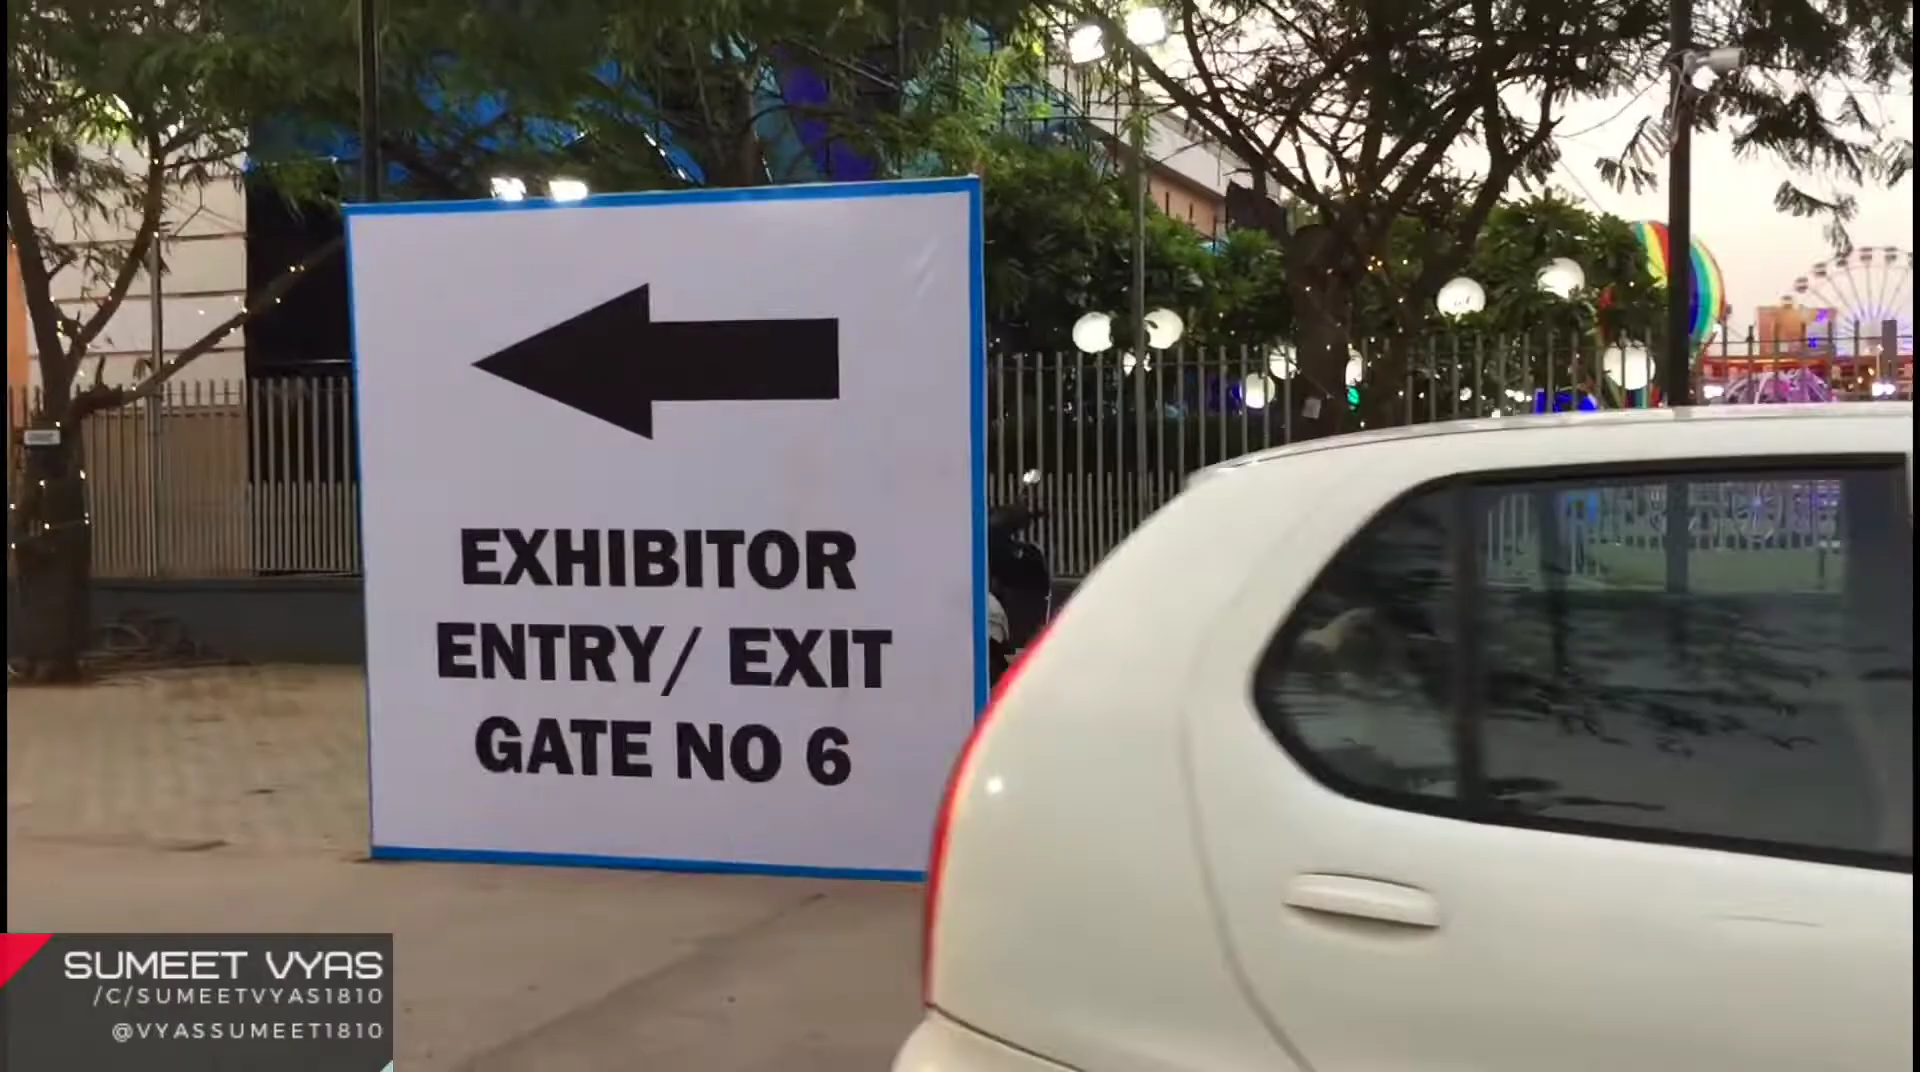 EXHIBITOR
ENTRY/ EXIT
GATE NO 6
SUMEET VYAS
/C/SUMEETVYAS1810
@VYASSUMEET1810